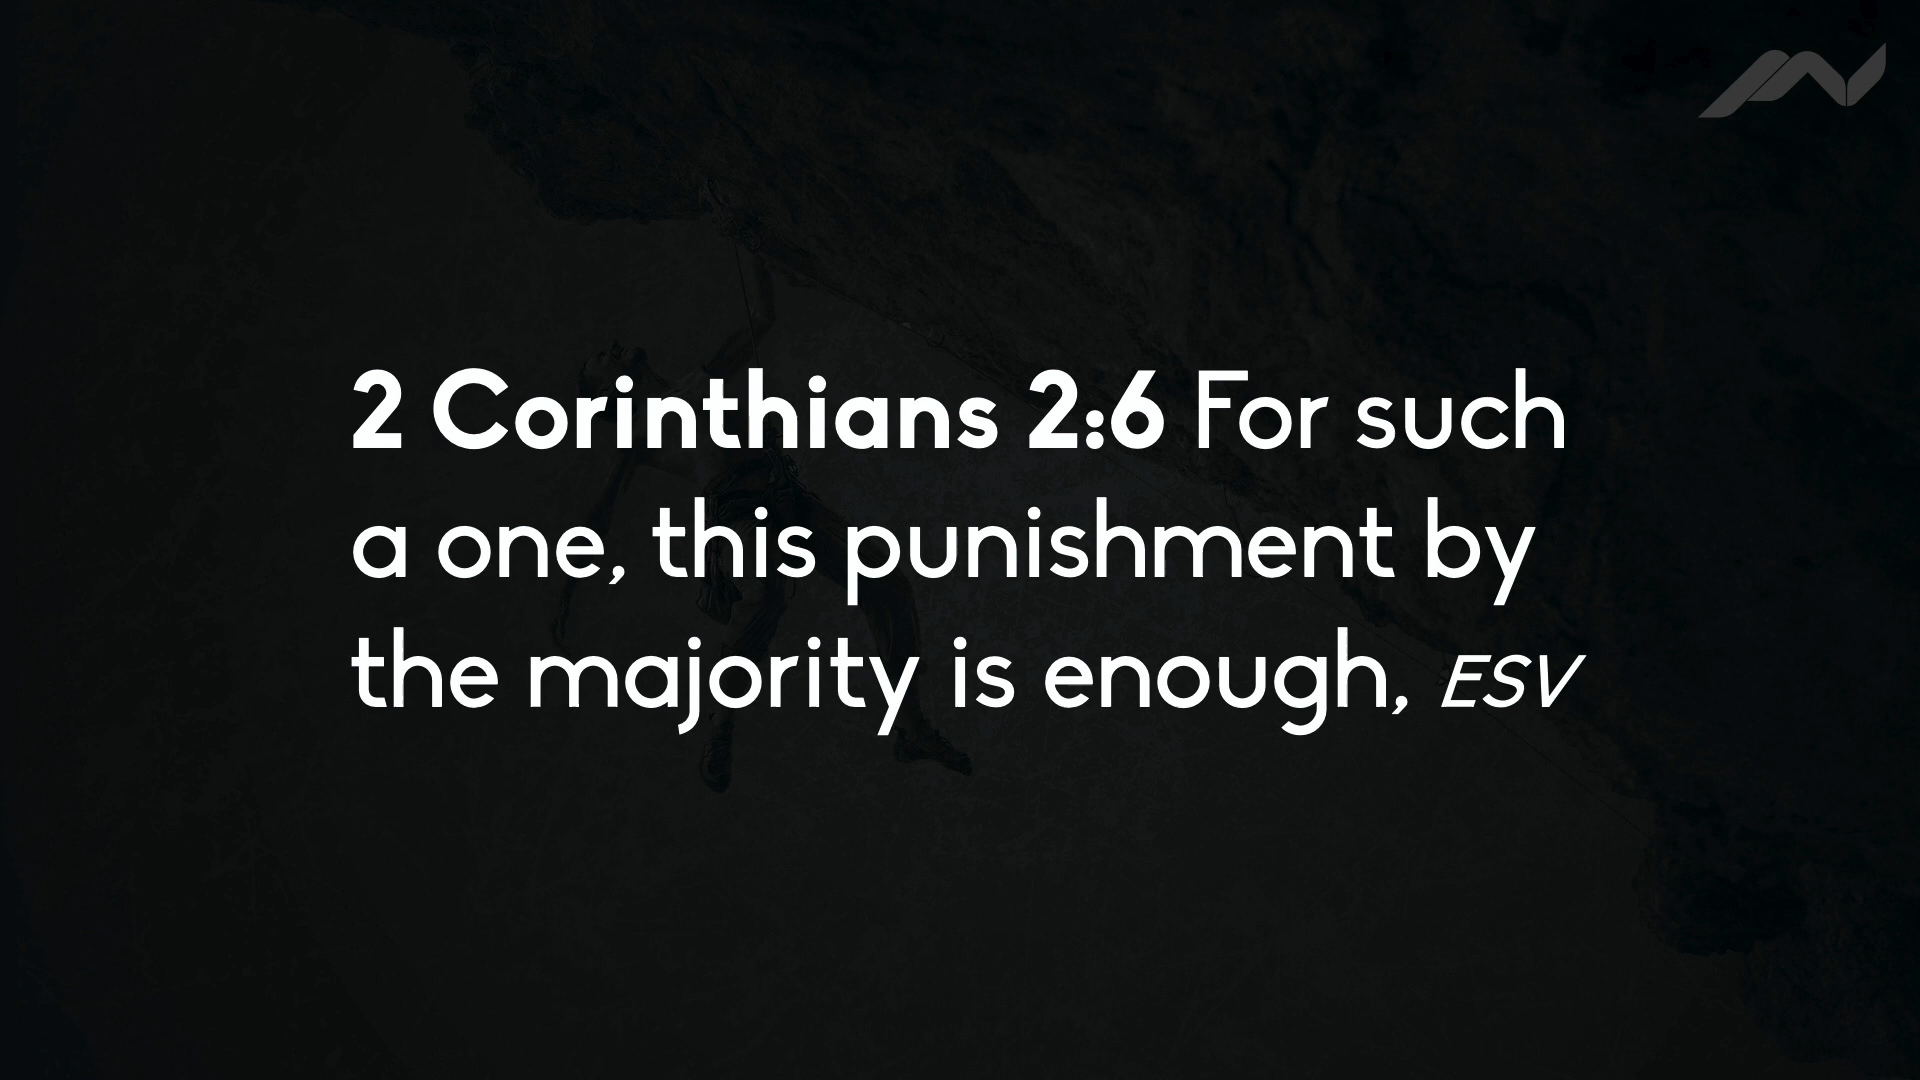 2 Corinthians 2:6 For such
a one, this punishment by
the majority is enough, ESV